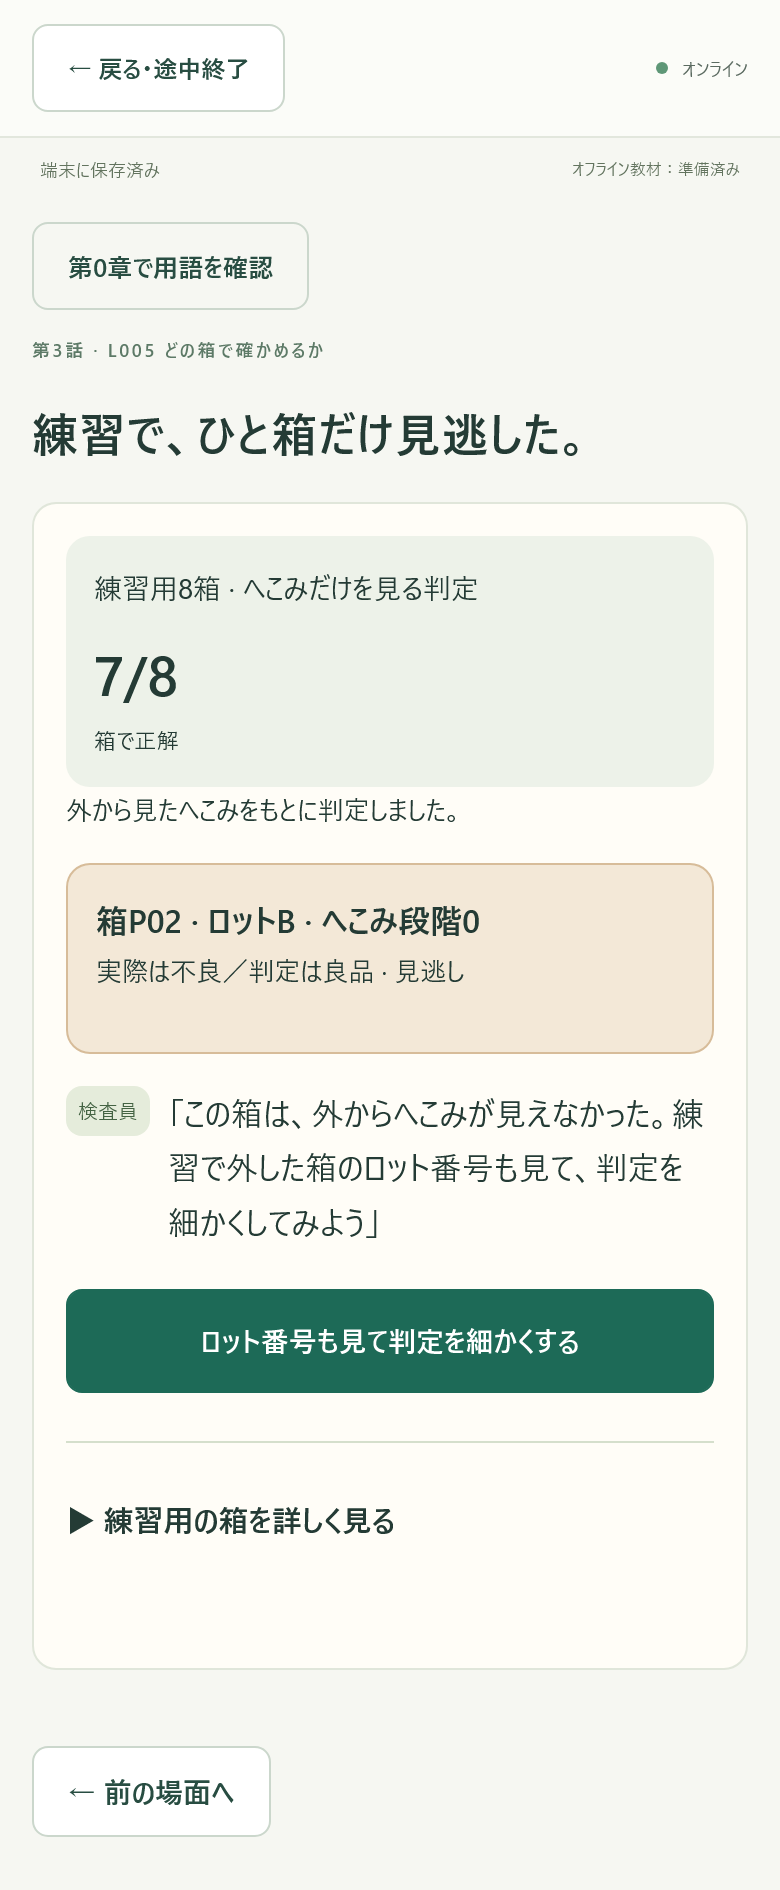 ← 戻る・途中終了
オンライン
端末に保存済み
オフライン教材：準備済み
第0章で用語を確認
第3話 · L005 どの箱で確かめるか
練習で、ひと箱だけ見逃した。
練習用8箱 · へこみだけを見る判定
7/8
箱で正解
外から見たへこみをもとに判定しました。
箱P02 · ロットB · へこみ段階0
実際は不良／判定は良品 · 見逃し
検査員
「この箱は、外からへこみが見えなかった。練
習で外した箱のロット番号も見て、判定を
細かくしてみよう」
ロット番号も見て判定を細かくする
▶ 練習用の箱を詳しく見る
← 前の場面へ